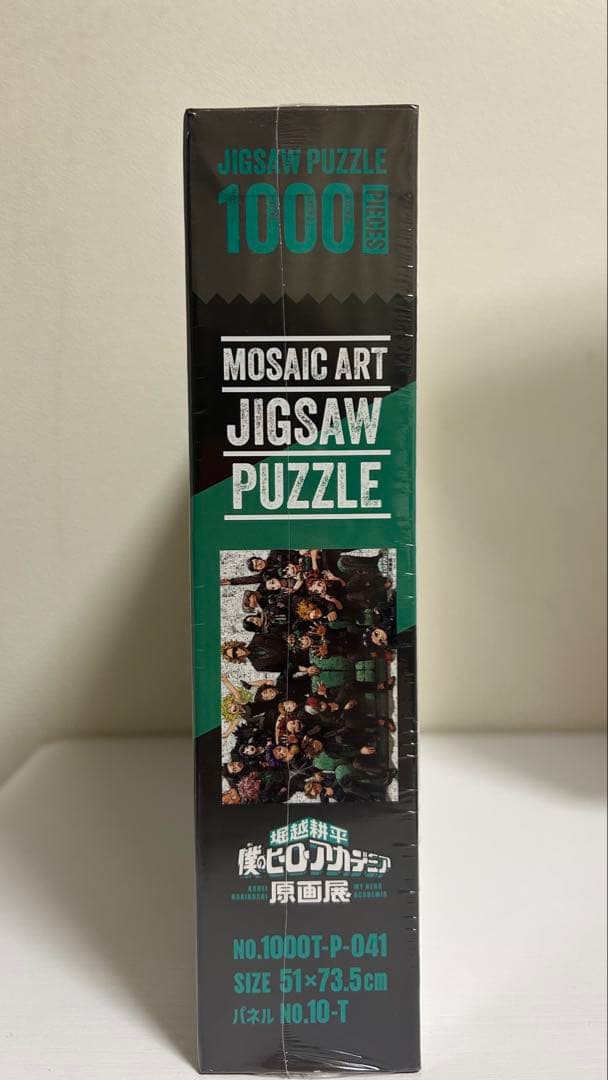 JIGSAW PUZZLE
1000 PIECES
MOSAIC ART
JIGSAW
PUZZLE
堀越耕平
僕のヒーローアカデミア
KOHEI HORIKOSHI
原画展
MY HERO ACADEMIA
NO.1000T-P-041
SIZE 51×73.5cm
パネル NO.10-T